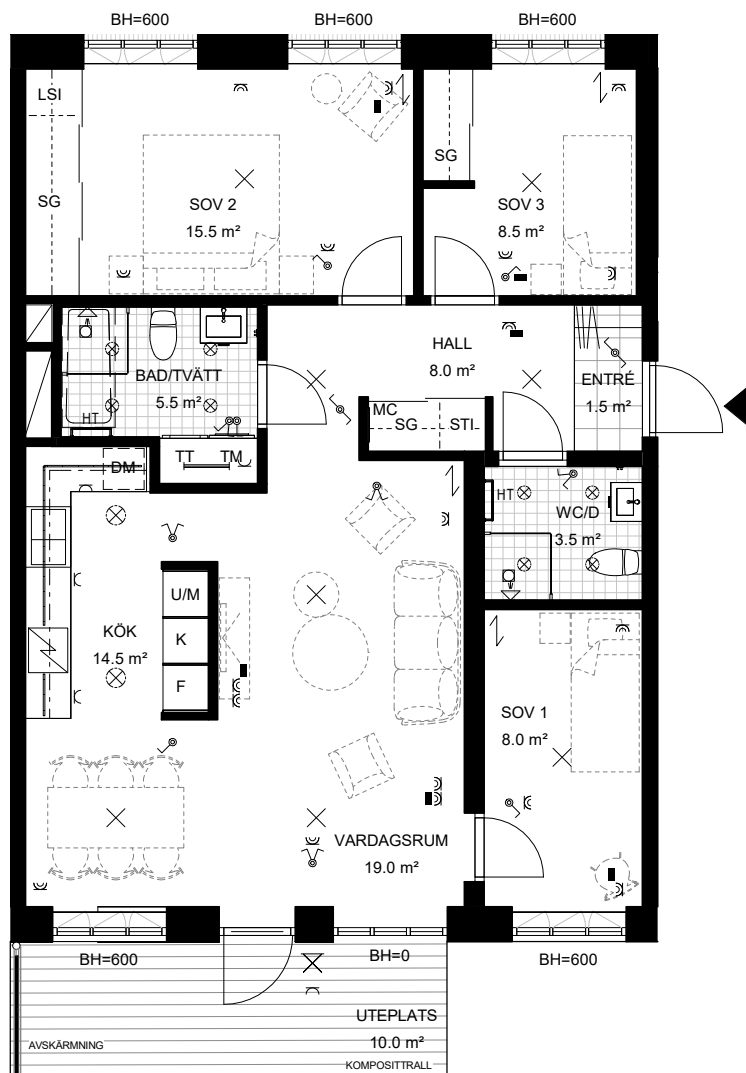 BH=600
BH=600
BH=600
LSI
SG
SG
SOV 2
15.5 m²
SOV 3
8.5 m²
HALL
8.0 m²
ENTRÉ
1.5 m²
BAD/TVÄTT
5.5 m²
HT
MC
SG
STI.
TT
TM
DM
HT
WC/D
3.5 m²
U/M
K
F
KÖK
14.5 m²
SOV 1
8.0 m²
VARDAGSRUM
19.0 m²
BH=600
BH=0
BH=600
UTEPLATS
10.0 m²
AVSKÄRMNING
KOMPOSITTRALL